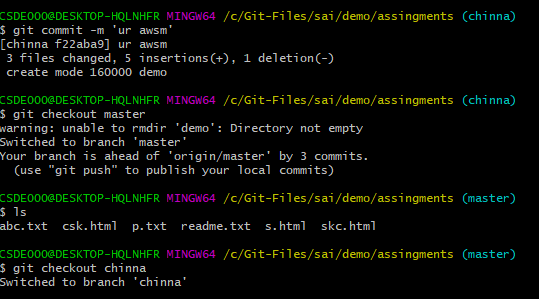 CSDE000@DESKTOP-HQLNHFR MINGW64 /c/Git-Files/sai/demo/assingments (chinna)
$ git commit -m 'ur awsm'
[chinna f22aba9] ur awsm
 3 files changed, 5 insertions(+), 1 deletion(-)
 create mode 160000 demo

CSDE000@DESKTOP-HQLNHFR MINGW64 /c/Git-Files/sai/demo/assingments (chinna)
$ git checkout master
warning: unable to rmdir 'demo': Directory not empty
Switched to branch 'master'
Your branch is ahead of 'origin/master' by 3 commits.
  (use "git push" to publish your local commits)

CSDE000@DESKTOP-HQLNHFR MINGW64 /c/Git-Files/sai/demo/assingments (master)
$ ls
abc.txt  csk.html  p.txt  readme.txt  s.html  skc.html

CSDE000@DESKTOP-HQLNHFR MINGW64 /c/Git-Files/sai/demo/assingments (master)
$ git checkout chinna
Switched to branch 'chinna'